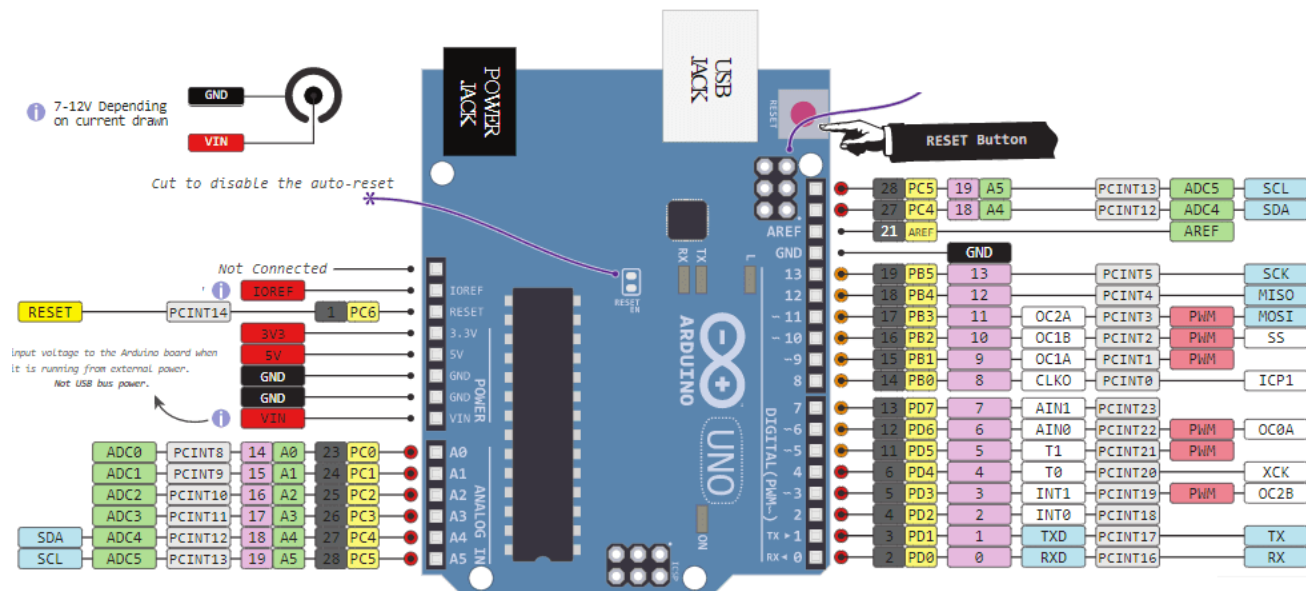 GND
7-12V Depending
on current drawn
VIN
POWER
JACK
USB
JACK
RESET
RESET Button
Cut to disable the auto-reset
28 PC5 19 A5 PCINT13 ADC5 SCL
27 PC4 18 A4 PCINT12 ADC4 SDA
AREF 21 AREF AREF
GND GND
13 19 PB5 13 PCINT5 SCK
12 18 PB4 12 PCINT4 MISO
~11 17 PB3 11 OC2A PCINT3 PWM MOSI
~10 16 PB2 10 OC1B PCINT2 PWM SS
~9 15 PB1 9 OC1A PCINT1 PWM
8 14 PB0 8 CLKO PCINT0 ICP1
7 13 PD7 7 AIN1 PCINT23
~6 12 PD6 6 AIN0 PCINT22 PWM OC0A
~5 11 PD5 5 T1 PCINT21 PWM
4 6 PD4 4 T0 PCINT20 XCK
~3 5 PD3 3 INT1 PCINT19 PWM OC2B
2 4 PD2 2 INT0 PCINT18
TX ▸ 1 3 PD1 1 TXD PCINT17 TX
RX ◂ 0 2 PD0 0 RXD PCINT16 RX
RX
TX
L
RESET
EN
ARDUINO
UNO
DIGITAL(PWM~)
ON
ICSP
Not Connected
IOREF IOREF
RESET PCINT14 1 PC6 RESET
3V3 3.3V
5V 5V
GND GND
GND GND
VIN VIN
POWER
input voltage to the Arduino board when
it is running from external power.
Not USB bus power.
ADC0 PCINT8 14 A0 23 PC0 A0
ADC1 PCINT9 15 A1 24 PC1 A1
ADC2 PCINT10 16 A2 25 PC2 A2
ADC3 PCINT11 17 A3 26 PC3 A3
SDA ADC4 PCINT12 18 A4 27 PC4 A4
SCL ADC5 PCINT13 19 A5 28 PC5 A5
ANALOG IN